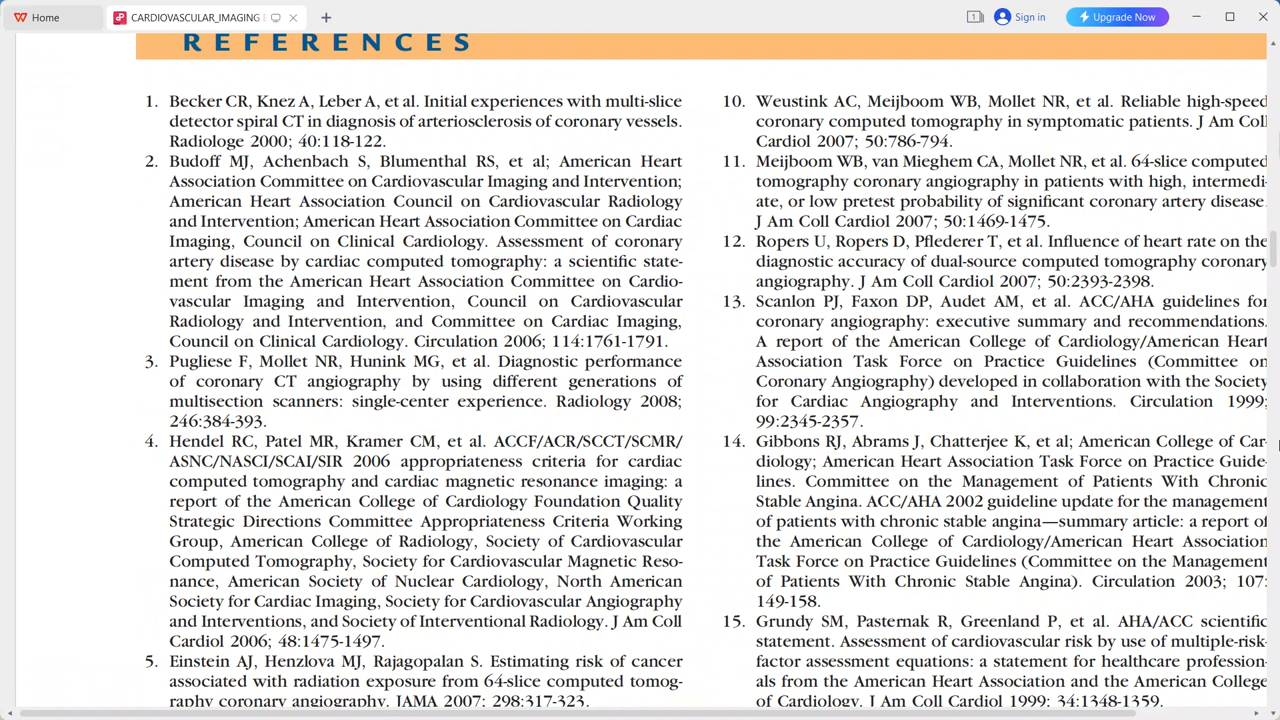 Home
CARDIOVASCULAR_IMAGING
1
Sign in
Upgrade Now
REFERENCES
1. Becker CR, Knez A, Leber A, et al. Initial experiences with multi-slice
detector spiral CT in diagnosis of arteriosclerosis of coronary vessels.
Radiologe 2000; 40:118-122.
2. Budoff MJ, Achenbach S, Blumenthal RS, et al; American Heart
Association Committee on Cardiovascular Imaging and Intervention;
American Heart Association Council on Cardiovascular Radiology
and Intervention; American Heart Association Committee on Cardiac
Imaging, Council on Clinical Cardiology. Assessment of coronary
artery disease by cardiac computed tomography: a scientific state-
ment from the American Heart Association Committee on Cardio-
vascular Imaging and Intervention, Council on Cardiovascular
Radiology and Intervention, and Committee on Cardiac Imaging,
Council on Clinical Cardiology. Circulation 2006; 114:1761-1791.
3. Pugliese F, Mollet NR, Hunink MG, et al. Diagnostic performance
of coronary CT angiography by using different generations of
multisection scanners: single-center experience. Radiology 2008;
246:384-393.
4. Hendel RC, Patel MR, Kramer CM, et al. ACCF/ACR/SCCT/SCMR/
ASNC/NASCI/SCAI/SIR 2006 appropriateness criteria for cardiac
computed tomography and cardiac magnetic resonance imaging: a
report of the American College of Cardiology Foundation Quality
Strategic Directions Committee Appropriateness Criteria Working
Group, American College of Radiology, Society of Cardiovascular
Computed Tomography, Society for Cardiovascular Magnetic Reso-
nance, American Society of Nuclear Cardiology, North American
Society for Cardiac Imaging, Society for Cardiovascular Angiography
and Interventions, and Society of Interventional Radiology. J Am Coll
Cardiol 2006; 48:1475-1497.
5. Einstein AJ, Henzlova MJ, Rajagopalan S. Estimating risk of cancer
associated with radiation exposure from 64-slice computed tomog-
raphy coronary angiography. JAMA 2007; 298:317-323.
10. Weustink AC, Meijboom WB, Mollet NR, et al. Reliable high-speed
coronary computed tomography in symptomatic patients. J Am Coll
Cardiol 2007; 50:786-794.
11. Meijboom WB, van Mieghem CA, Mollet NR, et al. 64-slice computed
tomography coronary angiography in patients with high, intermedi-
ate, or low pretest probability of significant coronary artery disease.
J Am Coll Cardiol 2007; 50:1469-1475.
12. Ropers U, Ropers D, Pflederer T, et al. Influence of heart rate on the
diagnostic accuracy of dual-source computed tomography coronary
angiography. J Am Coll Cardiol 2007; 50:2393-2398.
13. Scanlon PJ, Faxon DP, Audet AM, et al. ACC/AHA guidelines for
coronary angiography: executive summary and recommendations.
A report of the American College of Cardiology/American Heart
Association Task Force on Practice Guidelines (Committee on
Coronary Angiography) developed in collaboration with the Society
for Cardiac Angiography and Interventions. Circulation 1999;
99:2345-2357.
14. Gibbons RJ, Abrams J, Chatterjee K, et al; American College of Car-
diology; American Heart Association Task Force on Practice Guide-
lines. Committee on the Management of Patients With Chronic
Stable Angina. ACC/AHA 2002 guideline update for the management
of patients with chronic stable angina—summary article: a report of
the American College of Cardiology/American Heart Association
Task Force on Practice Guidelines (Committee on the Management
of Patients With Chronic Stable Angina). Circulation 2003; 107:
149-158.
15. Grundy SM, Pasternak R, Greenland P, et al. AHA/ACC scientific
statement. Assessment of cardiovascular risk by use of multiple-risk-
factor assessment equations: a statement for healthcare profession-
als from the American Heart Association and the American College
of Cardiology. J Am Coll Cardiol 1999; 34:1348-1359.